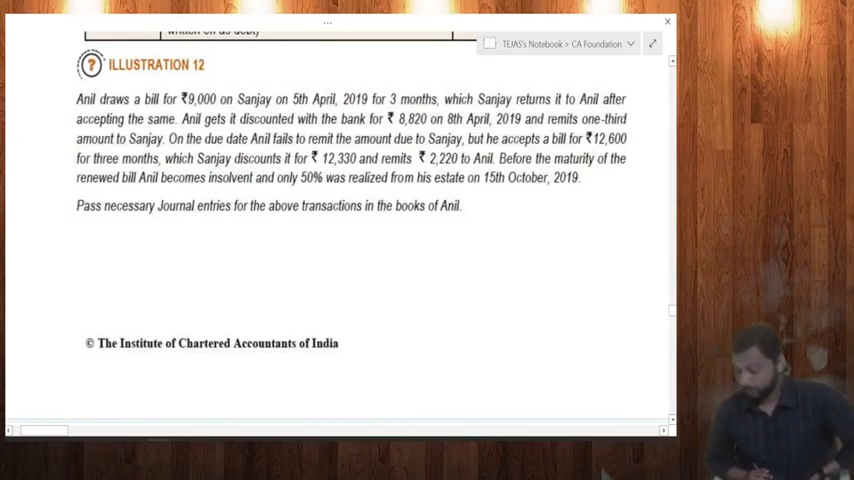 written off as debt)
TEJAS's Notebook > CA Foundation
ILLUSTRATION 12
Anil draws a bill for ₹9,000 on Sanjay on 5th April, 2019 for 3 months, which Sanjay returns it to Anil after
accepting the same. Anil gets it discounted with the bank for ₹ 8,820 on 8th April, 2019 and remits one-third
amount to Sanjay. On the due date Anil fails to remit the amount due to Sanjay, but he accepts a bill for ₹12,600
for three months, which Sanjay discounts it for ₹ 12,330 and remits ₹ 2,220 to Anil. Before the maturity of the
renewed bill Anil becomes insolvent and only 50% was realized from his estate on 15th October, 2019.
Pass necessary Journal entries for the above transactions in the books of Anil.
© The Institute of Chartered Accountants of India